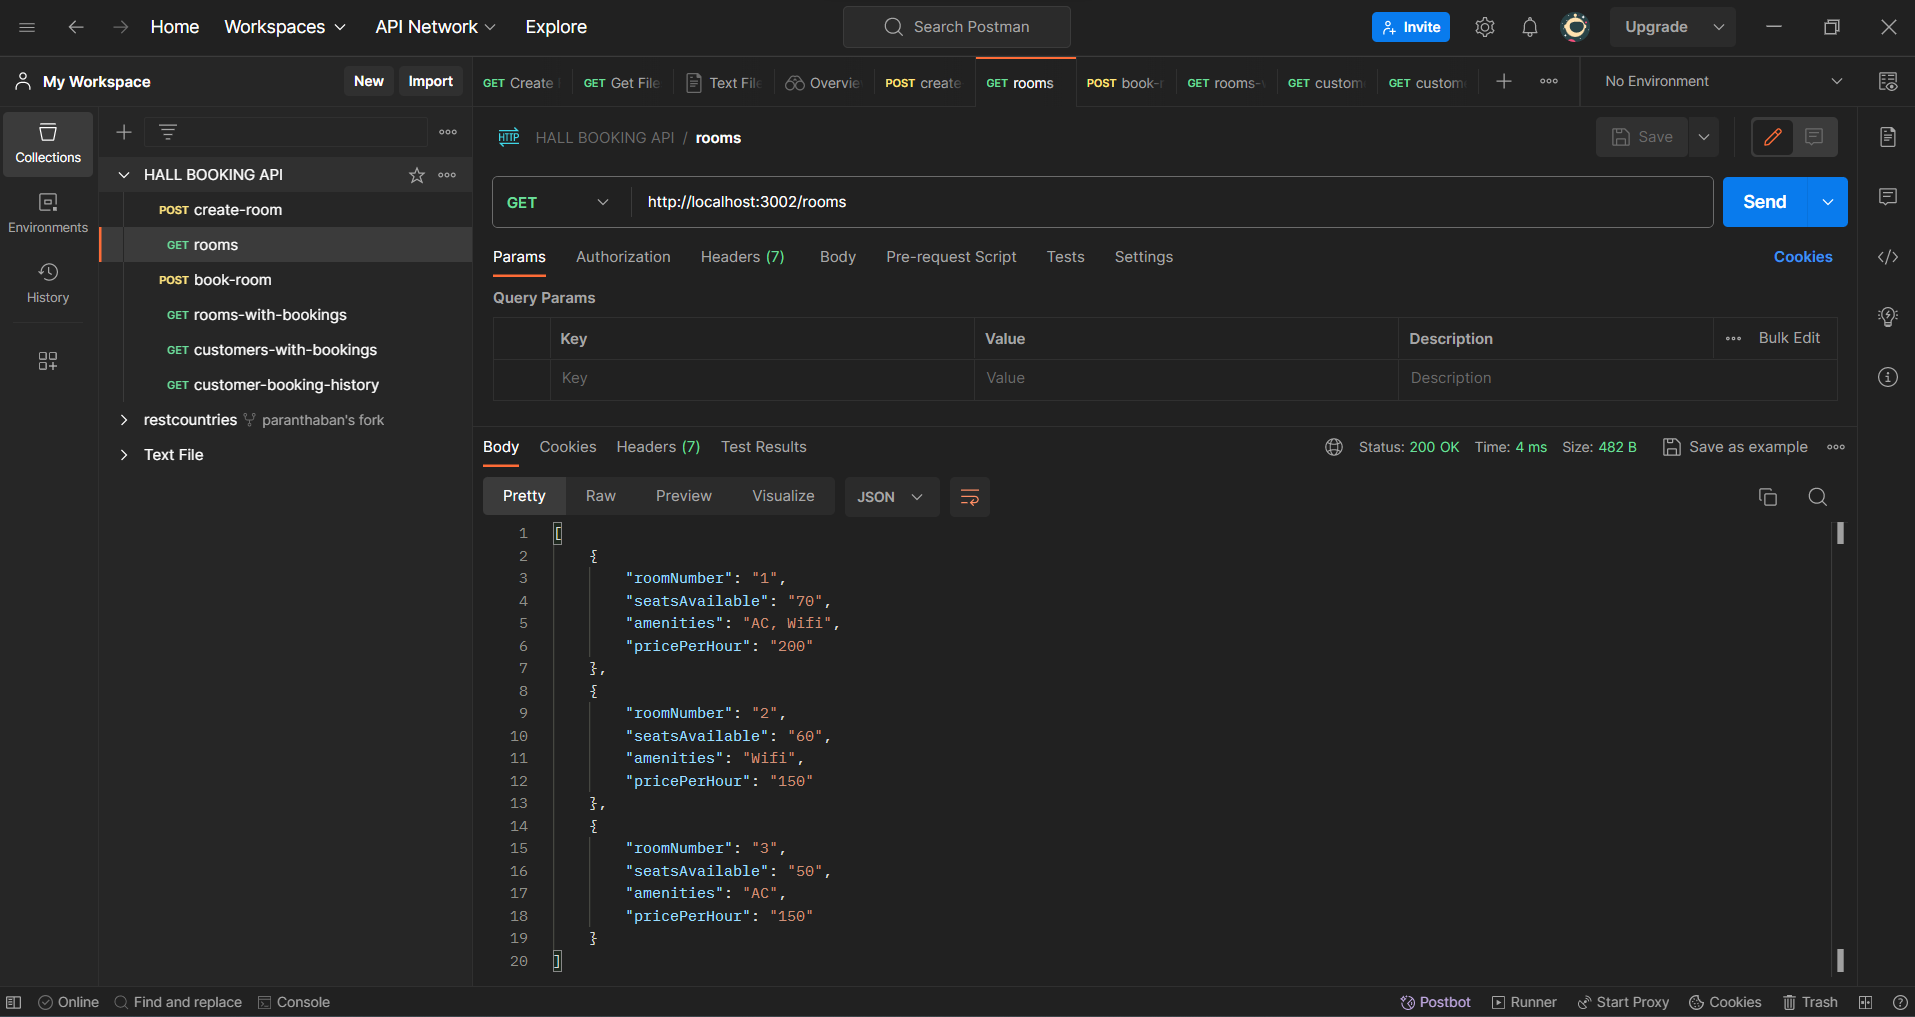 Home Workspaces API Network Explore Search Postman Invite Upgrade
My Workspace New Import GET Create GET Get File POST create GET rooms POST book-r GET rooms- GET custom GET custom No Environment
Collections
Environments
History
HALL BOOKING API
POST create-room
GET rooms
POST book-room
GET rooms-with-bookings
GET customers-with-bookings
GET customer-booking-history
restcountries paranthaban's fork
Text File
HTTP HALL BOOKING API / rooms Save
GET http://localhost:3002/rooms Send
Params Authorization Headers (7) Body Pre-request Script Tests Settings Cookies
Query Params
Key Value Description Bulk Edit
Key Value Description
Body Cookies Headers (7) Test Results Status: 200 OK Time: 4 ms Size: 482 B Save as example
Pretty Raw Preview Visualize JSON
1 [
2 {
3 "roomNumber": "1",
4 "seatsAvailable": "70",
5 "amenities": "AC, Wifi",
6 "pricePerHour": "200"
7 },
8 {
9 "roomNumber": "2",
10 "seatsAvailable": "60",
11 "amenities": "Wifi",
12 "pricePerHour": "150"
13 },
14 {
15 "roomNumber": "3",
16 "seatsAvailable": "50",
17 "amenities": "AC",
18 "pricePerHour": "150"
19 }
20 ]
Online Find and replace Console Postbot Runner Start Proxy Cookies Trash